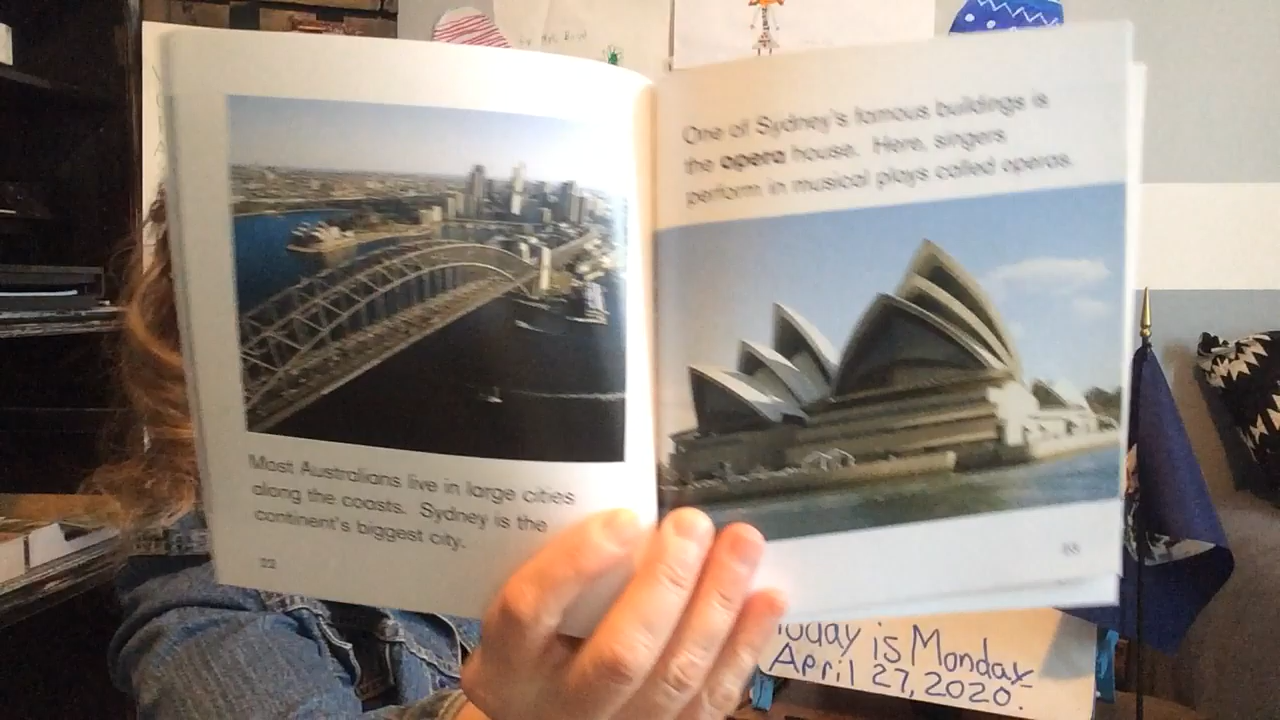 Most Australians live in large cities
along the coasts. Sydney is the
continent's biggest city.
22
One of Sydney's famous buildings is
the opera house. Here, singers
perform in musical plays called operas.
Today is Monday
April 27, 2020.